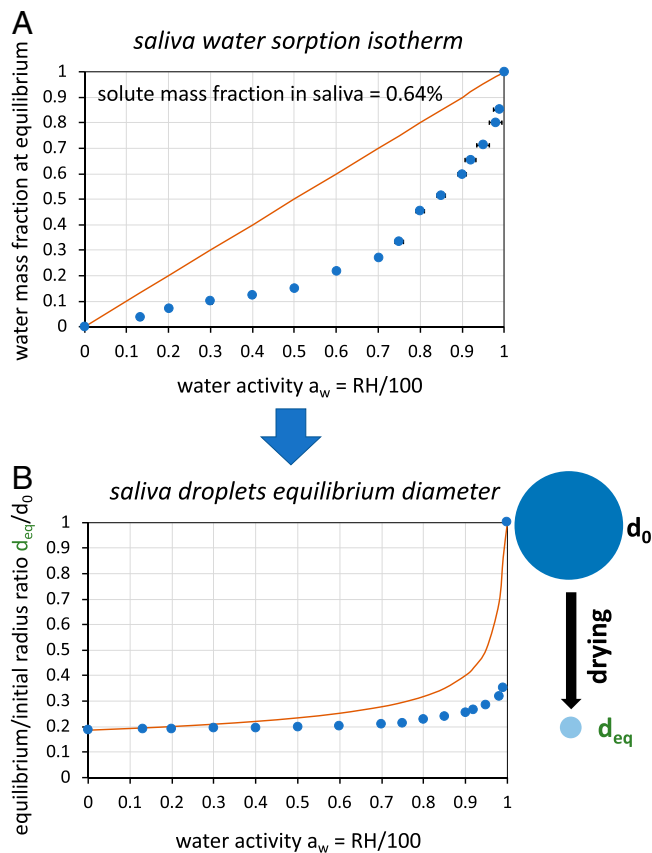 A
saliva water sorption isotherm
water mass fraction at equilibrium
solute mass fraction in saliva = 0.64%
1
0.9
0.8
0.7
0.6
0.5
0.4
0.3
0.2
0.1
0
0 0.1 0.2 0.3 0.4 0.5 0.6 0.7 0.8 0.9 1
water activity aw = RH/100
B
saliva droplets equilibrium diameter
equilibrium/initial radius ratio deq/d0
1
0.9
0.8
0.7
0.6
0.5
0.4
0.3
0.2
0.1
0
0 0.1 0.2 0.3 0.4 0.5 0.6 0.7 0.8 0.9 1
water activity aw = RH/100
d0
drying
deq